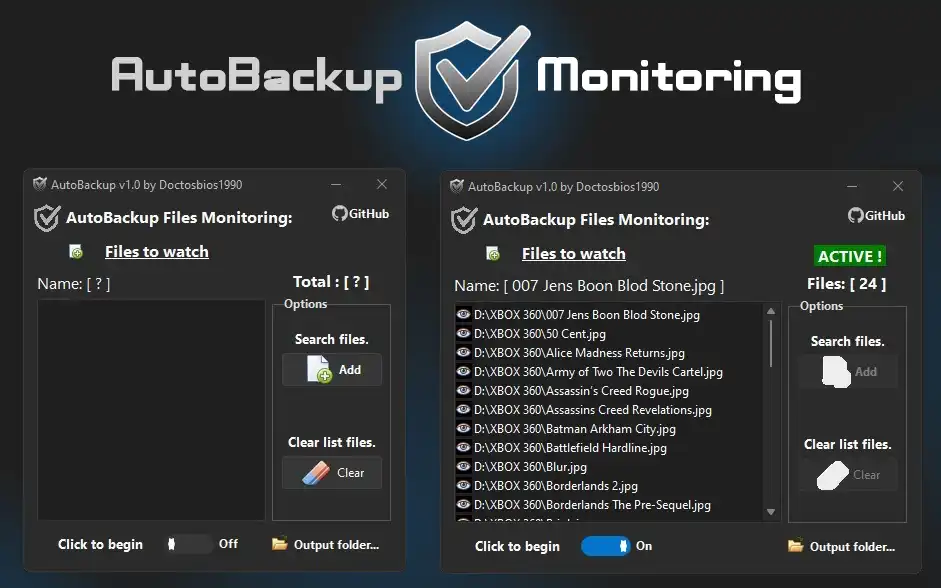 AutoBackup Monitoring
AutoBackup v1.0 by Doctosbios1990
AutoBackup Files Monitoring:
GitHub
Files to watch
Name: [ ? ]
Total : [ ? ]
Options
Search files.
Add
Clear list files.
Clear
Click to begin
Off
Output folder...
AutoBackup v1.0 by Doctosbios1990
AutoBackup Files Monitoring:
GitHub
Files to watch
ACTIVE !
Name: [ 007 Jens Boon Blod Stone.jpg ]
Files: [ 24 ]
D:\XBOX 360\007 Jens Boon Blod Stone.jpg
D:\XBOX 360\50 Cent.jpg
D:\XBOX 360\Alice Madness Returns.jpg
D:\XBOX 360\Army of Two The Devils Cartel.jpg
D:\XBOX 360\Assassin's Creed Rogue.jpg
D:\XBOX 360\Assassins Creed Revelations.jpg
D:\XBOX 360\Batman Arkham City.jpg
D:\XBOX 360\Battlefield Hardline.jpg
D:\XBOX 360\Blur.jpg
D:\XBOX 360\Borderlands 2.jpg
D:\XBOX 360\Borderlands The Pre-Sequel.jpg
Options
Search files.
Add
Clear list files.
Clear
Click to begin
On
Output folder...